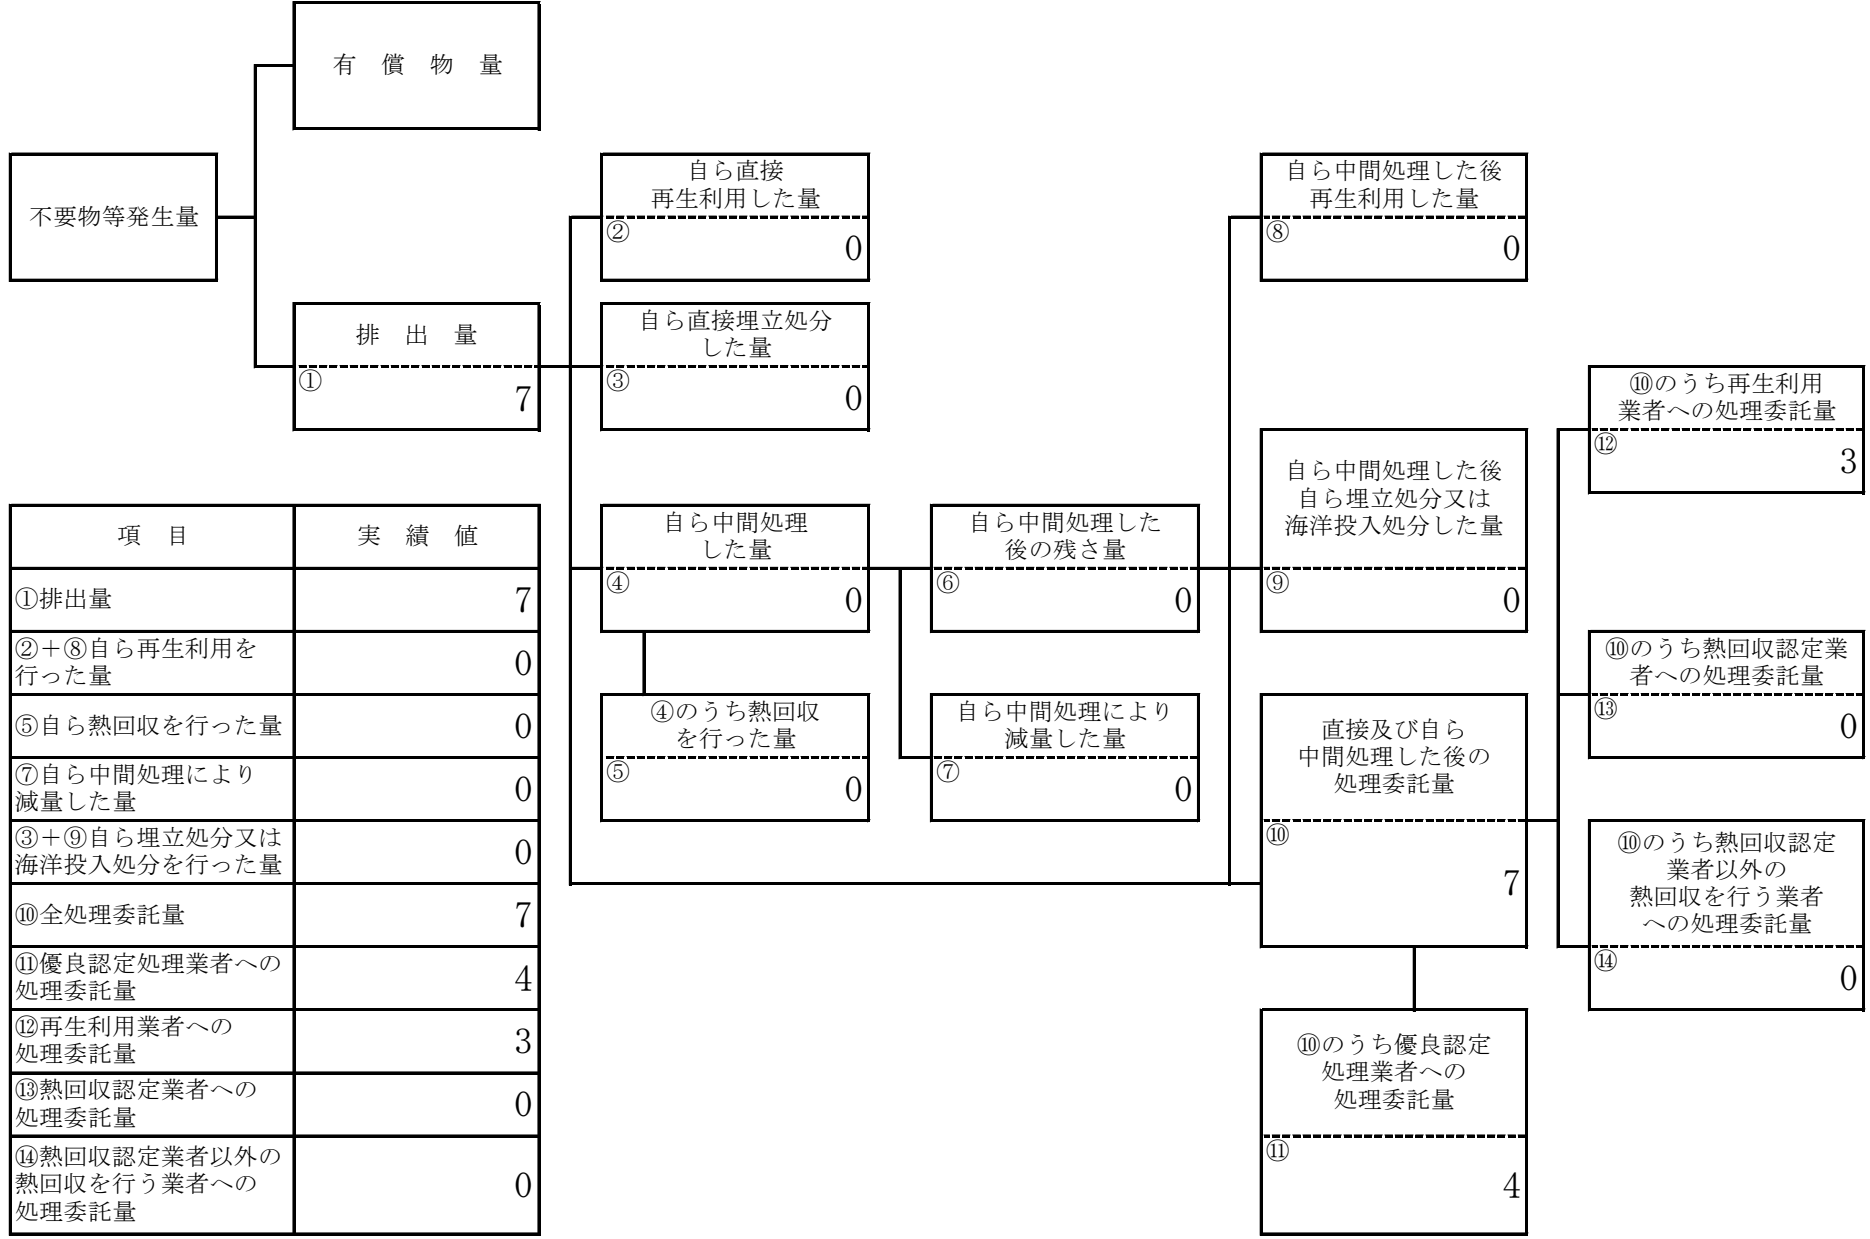 有 償 物 量
不要物等発生量
排 出 量
① 7
自ら直接
再生利用した量
② 0
自ら直接埋立処分
した量
③ 0
自ら中間処理
した量
④ 0
④のうち熱回収
を行った量
⑤ 0
自ら中間処理した
後の残さ量
⑥ 0
自ら中間処理により
減量した量
⑦ 0
自ら中間処理した後
再生利用した量
⑧ 0
自ら中間処理した後
自ら埋立処分又は
海洋投入処分した量
⑨ 0
直接及び自ら
中間処理した後の
処理委託量
⑩ 7
⑩のうち優良認定
処理業者への
処理委託量
⑪ 4
⑩のうち再生利用
業者への処理委託量
⑫ 3
⑩のうち熱回収認定業
者への処理委託量
⑬ 0
⑩のうち熱回収認定
業者以外の
熱回収を行う業者
への処理委託量
⑭ 0
項 目 実 績 値
①排出量 7
②+⑧自ら再生利用を
行った量 0
⑤自ら熱回収を行った量 0
⑦自ら中間処理により
減量した量 0
③+⑨自ら埋立処分又は
海洋投入処分を行った量 0
⑩全処理委託量 7
⑪優良認定処理業者への
処理委託量 4
⑫再生利用業者への
処理委託量 3
⑬熱回収認定業者への
処理委託量 0
⑭熱回収認定業者以外の
熱回収を行う業者への
処理委託量 0